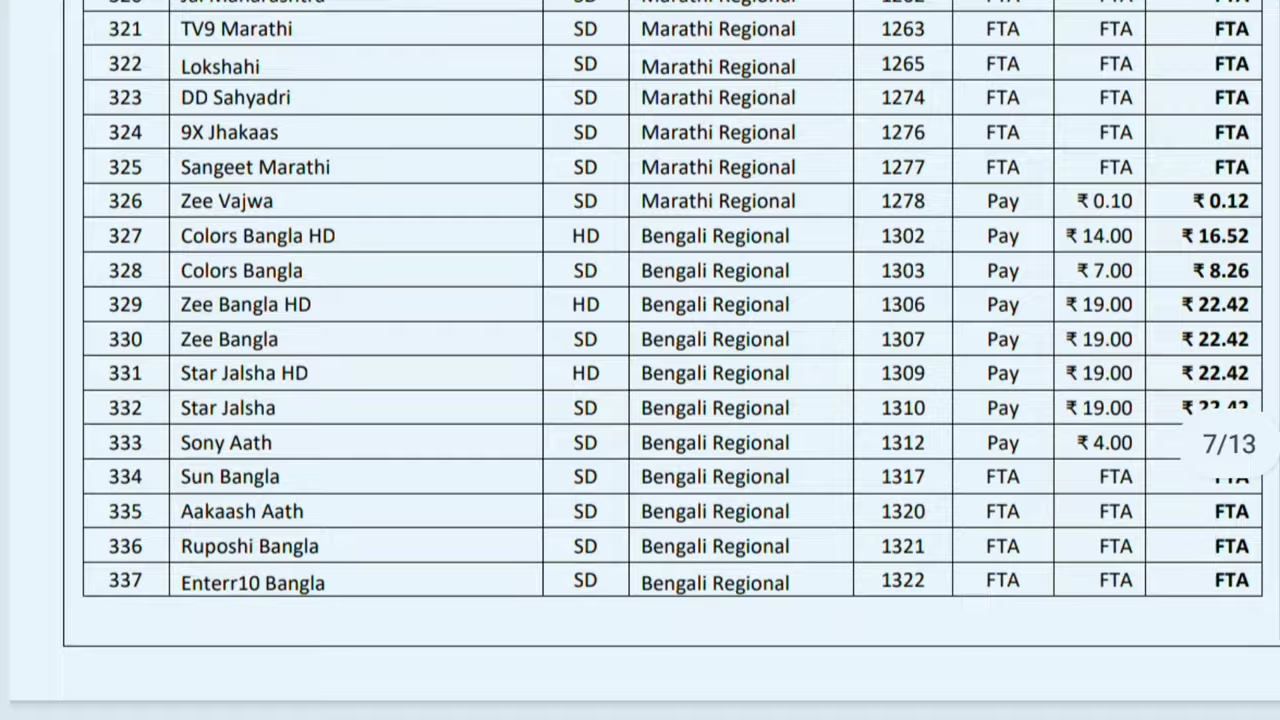 321 TV9 Marathi SD Marathi Regional 1263 FTA FTA FTA
322 Lokshahi SD Marathi Regional 1265 FTA FTA FTA
323 DD Sahyadri SD Marathi Regional 1274 FTA FTA FTA
324 9X Jhakaas SD Marathi Regional 1276 FTA FTA FTA
325 Sangeet Marathi SD Marathi Regional 1277 FTA FTA FTA
326 Zee Vajwa SD Marathi Regional 1278 Pay ₹ 0.10 ₹ 0.12
327 Colors Bangla HD HD Bengali Regional 1302 Pay ₹ 14.00 ₹ 16.52
328 Colors Bangla SD Bengali Regional 1303 Pay ₹ 7.00 ₹ 8.26
329 Zee Bangla HD HD Bengali Regional 1306 Pay ₹ 19.00 ₹ 22.42
330 Zee Bangla SD Bengali Regional 1307 Pay ₹ 19.00 ₹ 22.42
331 Star Jalsha HD HD Bengali Regional 1309 Pay ₹ 19.00 ₹ 22.42
332 Star Jalsha SD Bengali Regional 1310 Pay ₹ 19.00 ₹ 22.42
333 Sony Aath SD Bengali Regional 1312 Pay ₹ 4.00 7/13
334 Sun Bangla SD Bengali Regional 1317 FTA FTA
335 Aakaash Aath SD Bengali Regional 1320 FTA FTA FTA
336 Ruposhi Bangla SD Bengali Regional 1321 FTA FTA FTA
337 Enterr10 Bangla SD Bengali Regional 1322 FTA FTA FTA